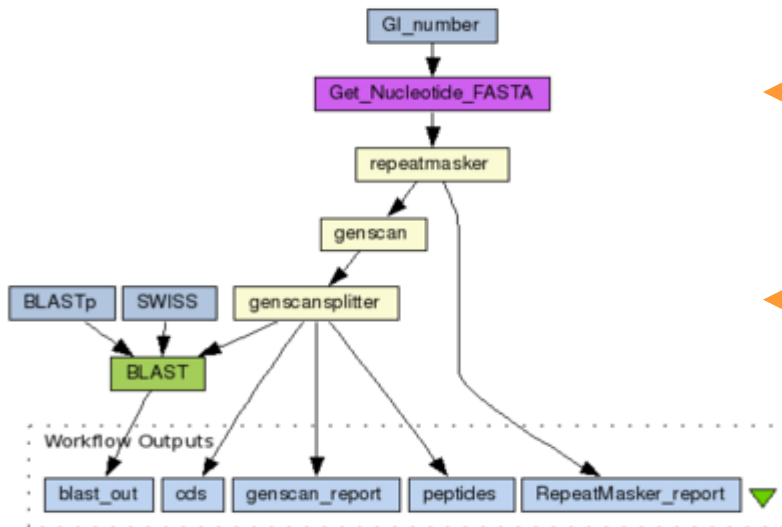 GI_number
Get_Nucleotide_FASTA
repeatmasker
genscan
BLASTp
SWISS
genscansplitter
BLAST
Workflow Outputs
blast_out
cds
genscan_report
peptides
RepeatMasker_report